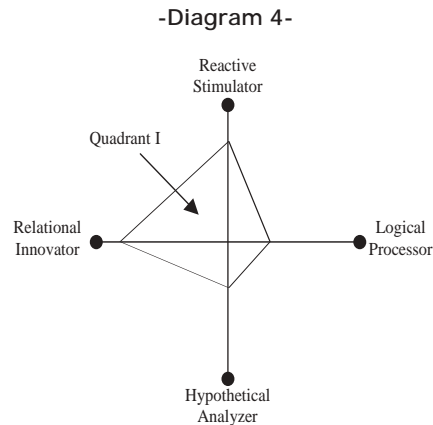 -Diagram 4-
Reactive
Stimulator
Quadrant I
Relational
Innovator
Logical
Processor
Hypothetical
Analyzer